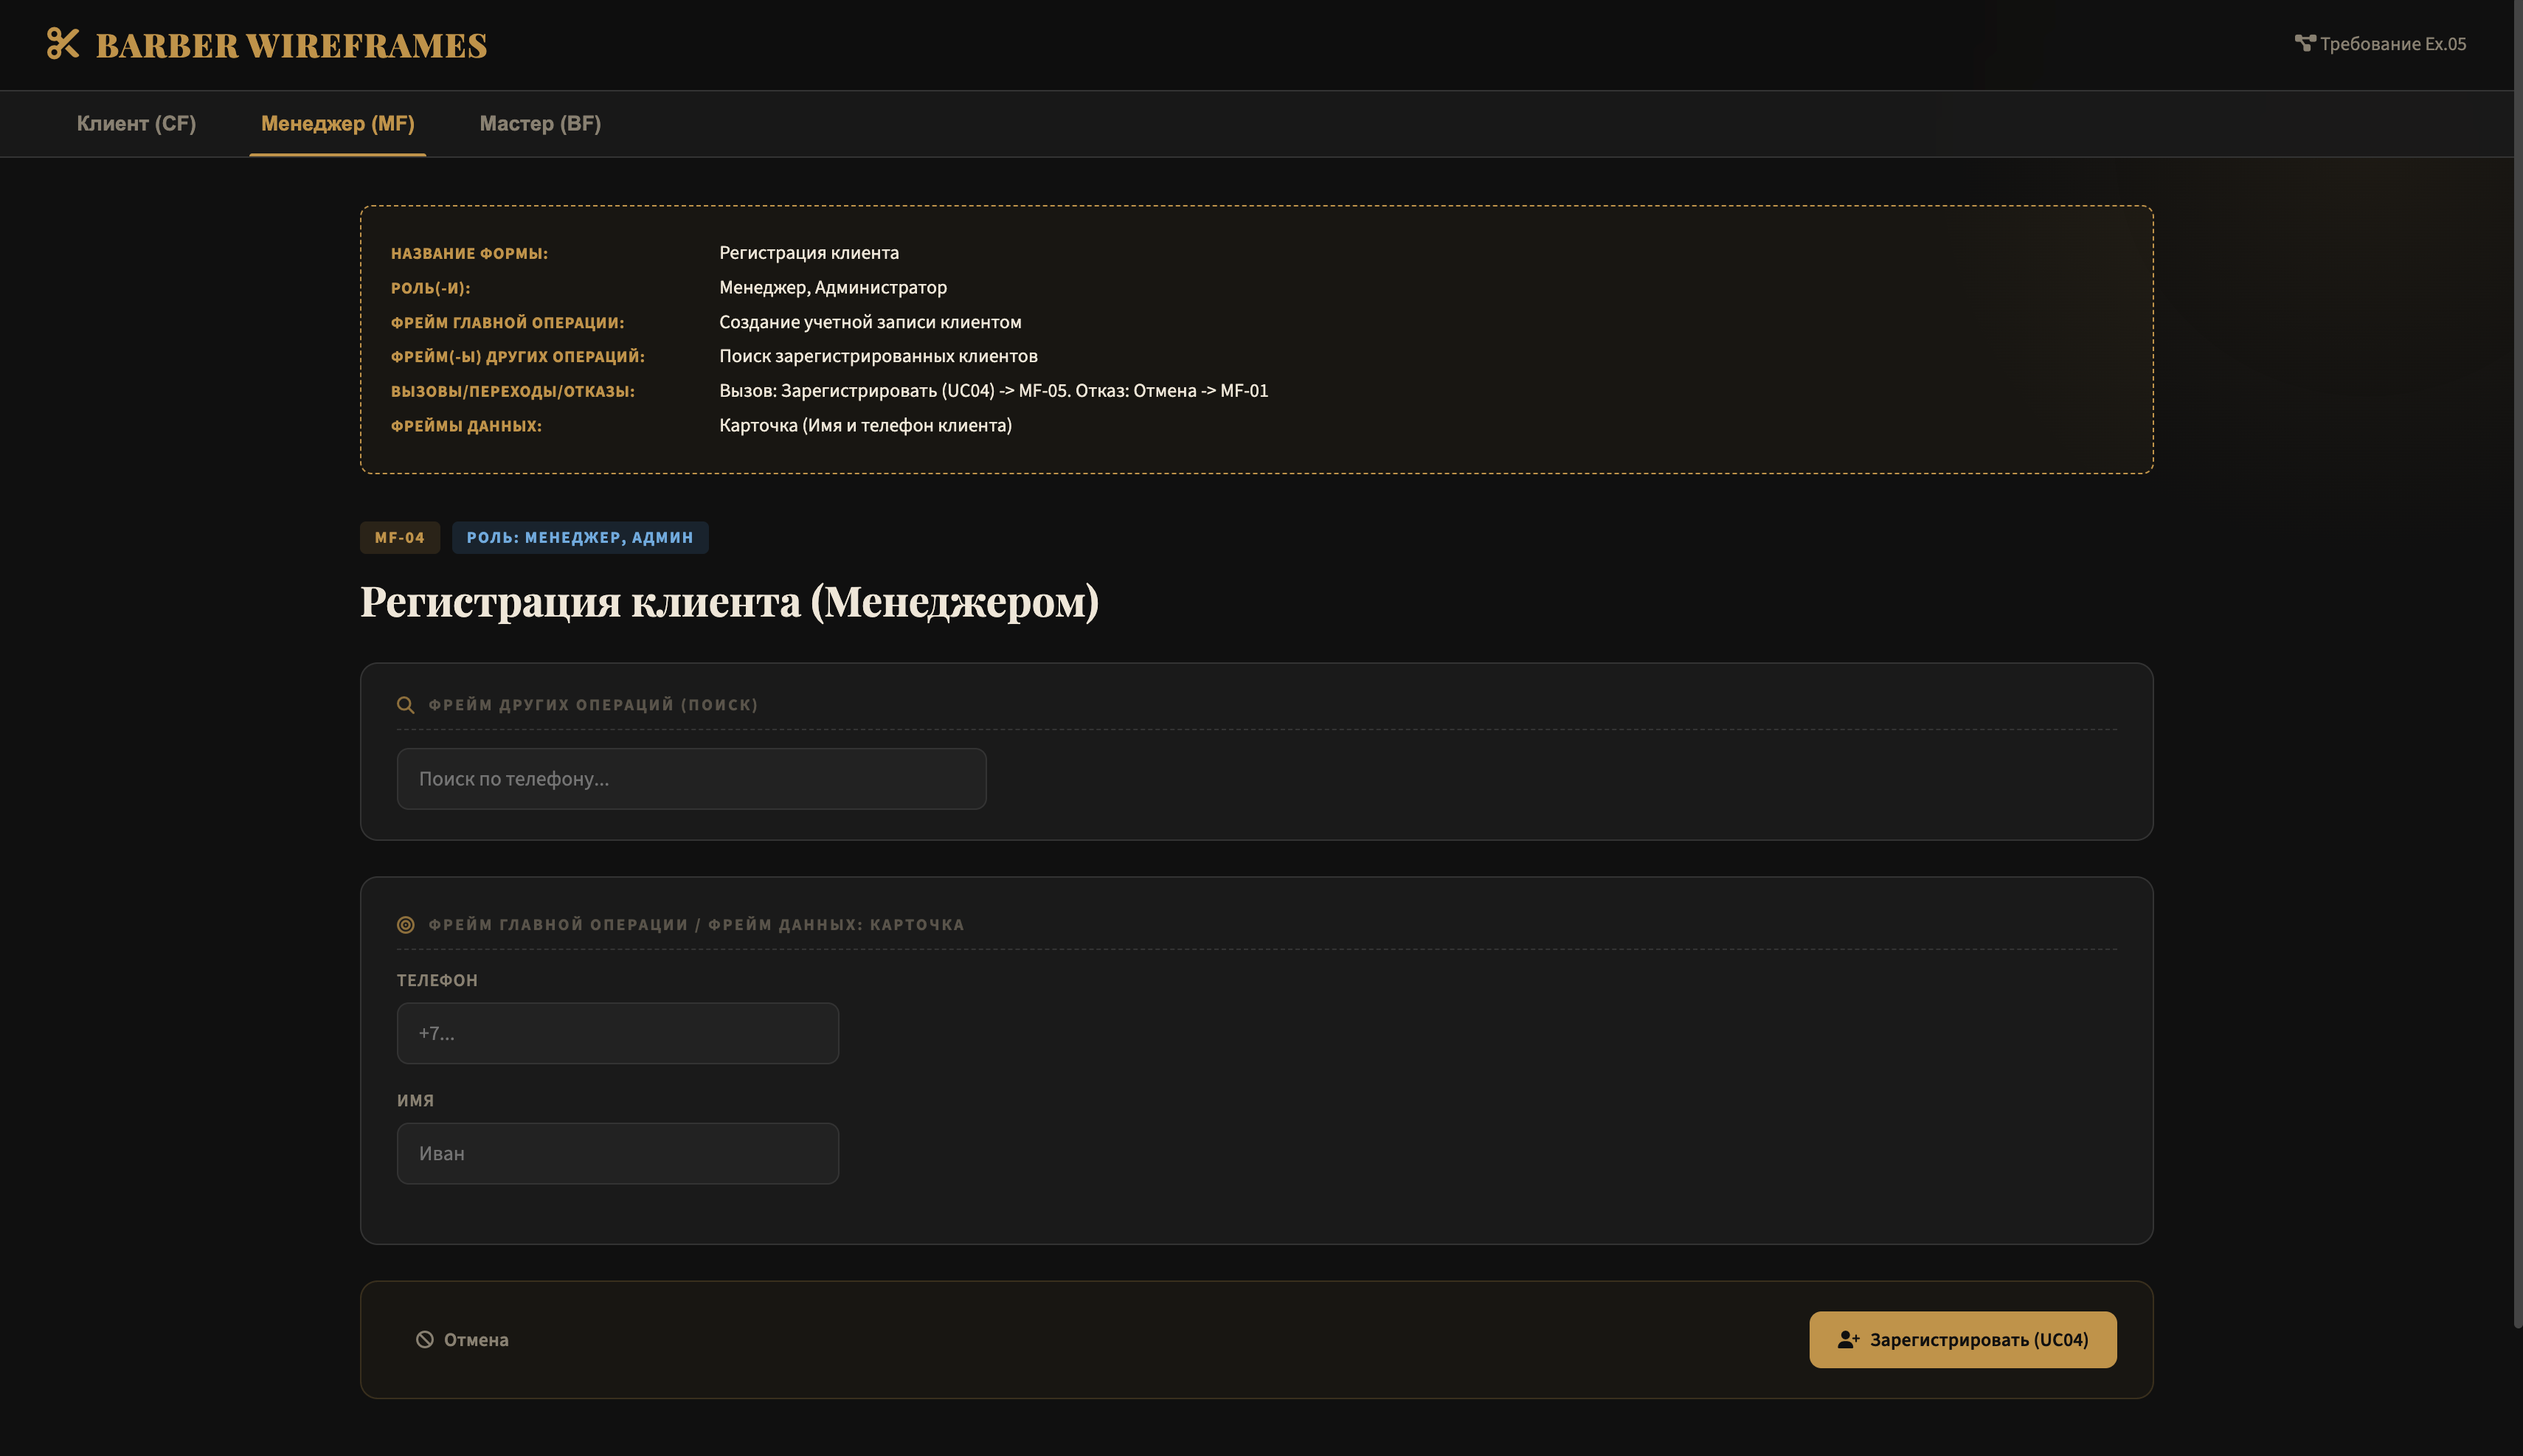 BARBER WIREFRAMES
Требование Ex.05
Клиент (CF) Менеджер (MF) Мастер (BF)
НАЗВАНИЕ ФОРМЫ: Регистрация клиента
РОЛЬ(-И): Менеджер, Администратор
ФРЕЙМ ГЛАВНОЙ ОПЕРАЦИИ: Создание учетной записи клиентом
ФРЕЙМ(-Ы) ДРУГИХ ОПЕРАЦИЙ: Поиск зарегистрированных клиентов
ВЫЗОВЫ/ПЕРЕХОДЫ/ОТКАЗЫ: Вызов: Зарегистрировать (UC04) -> MF-05. Отказ: Отмена -> MF-01
ФРЕЙМЫ ДАННЫХ: Карточка (Имя и телефон клиента)
MF-04 РОЛЬ: МЕНЕДЖЕР, АДМИН
Регистрация клиента (Менеджером)
ФРЕЙМ ДРУГИХ ОПЕРАЦИЙ (ПОИСК)
Поиск по телефону...
ФРЕЙМ ГЛАВНОЙ ОПЕРАЦИИ / ФРЕЙМ ДАННЫХ: КАРТОЧКА
ТЕЛЕФОН
+7...
ИМЯ
Иван
Отмена
Зарегистрировать (UC04)